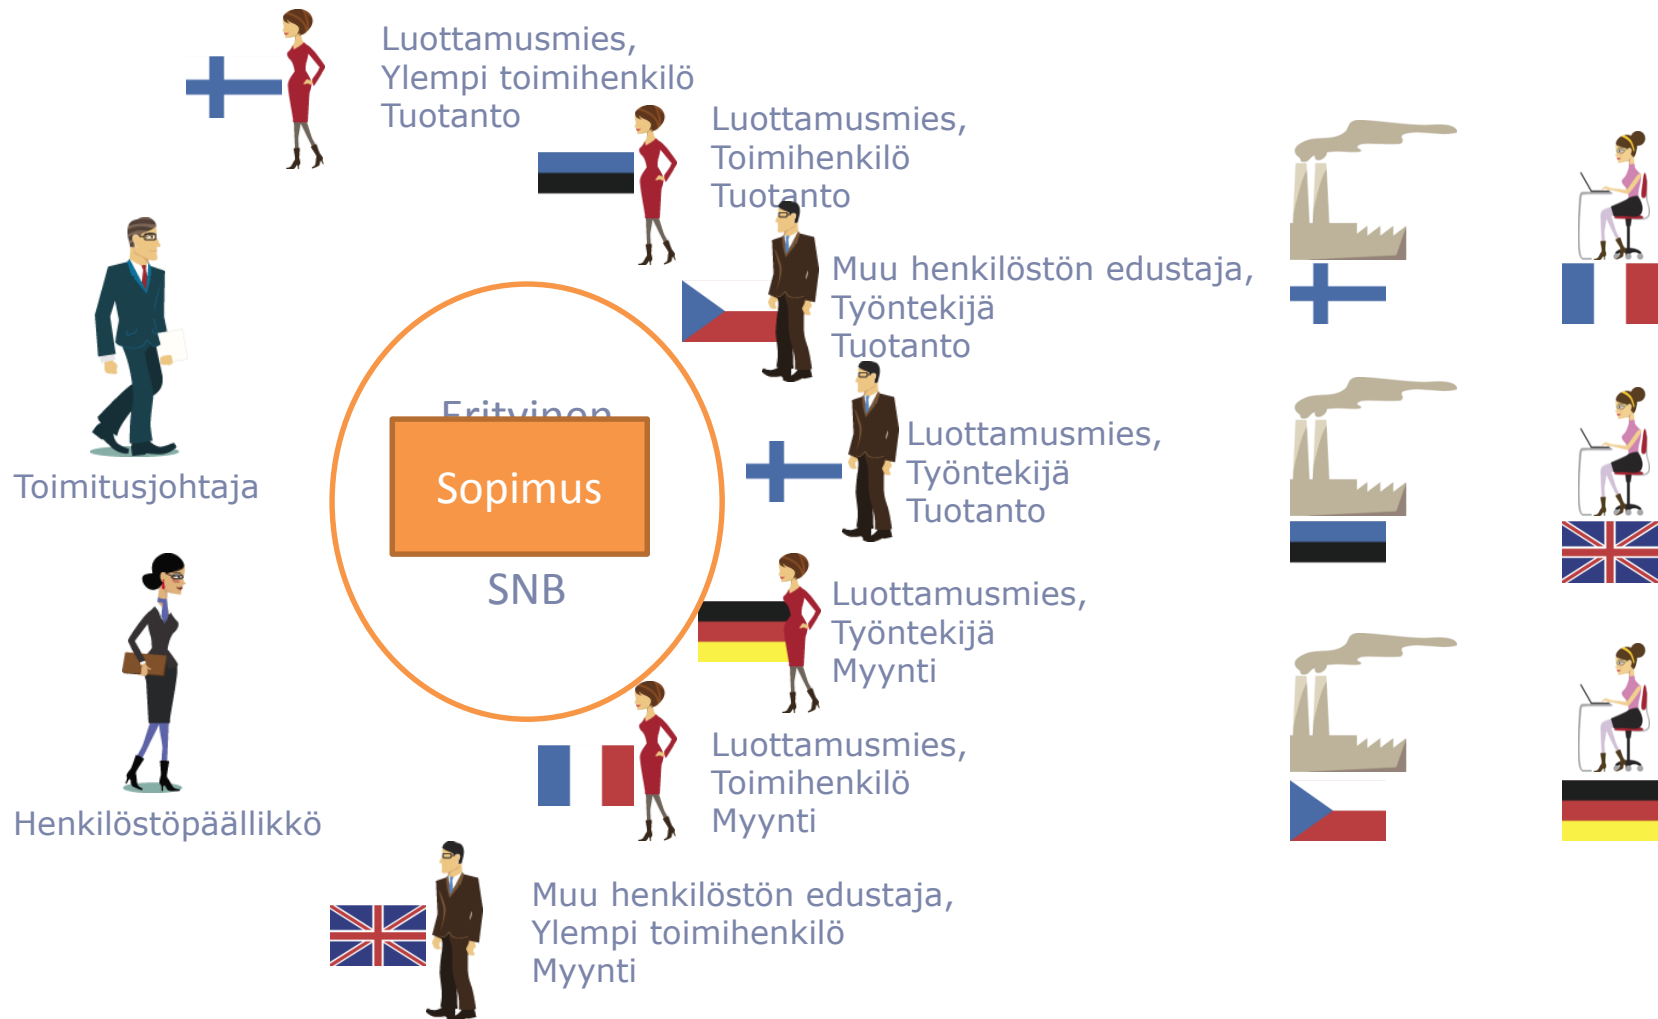 Luottamusmies,
Ylempi toimihenkilö
Tuotanto
Luottamusmies,
Toimihenkilö
Tuotanto
Muu henkilöstön edustaja,
Työntekijä
Tuotanto
Luottamusmies,
Työntekijä
Tuotanto
Toimitusjohtaja
Sopimus
SNB
Luottamusmies,
Työntekijä
Myynti
Luottamusmies,
Toimihenkilö
Myynti
Henkilöstöpäällikkö
Muu henkilöstön edustaja,
Ylempi toimihenkilö
Myynti